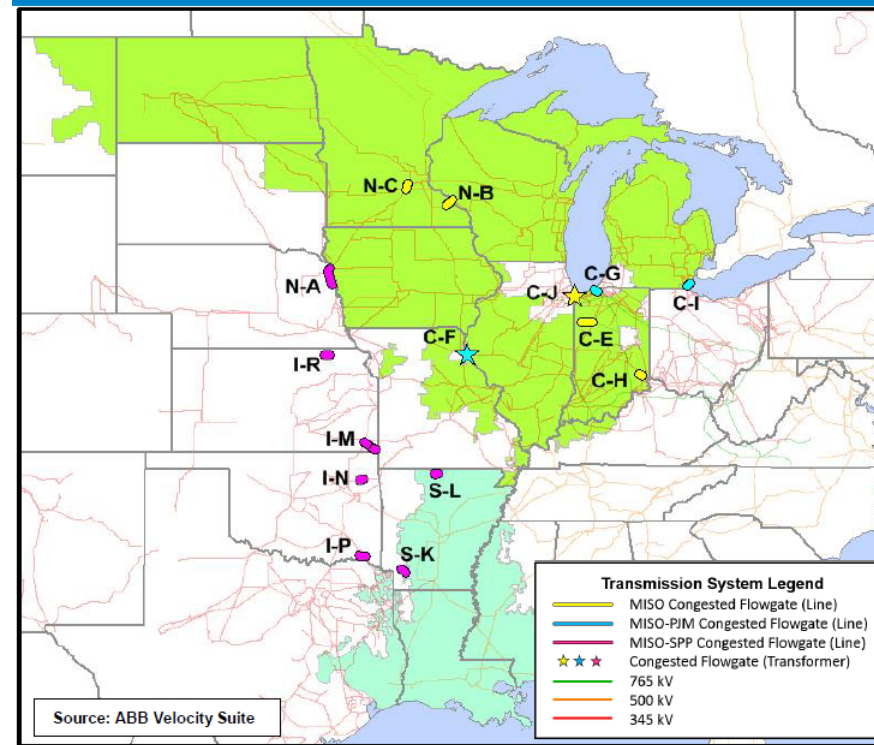 N-C
N-B
N-A
C-G
C-J
C-I
C-F
C-E
I-R
C-H
I-M
I-N
S-L
I-P
S-K
Transmission System Legend
MISO Congested Flowgate (Line)
MISO-PJM Congested Flowgate (Line)
MISO-SPP Congested Flowgate (Line)
Congested Flowgate (Transformer)
765 kV
500 kV
345 kV
Source: ABB Velocity Suite